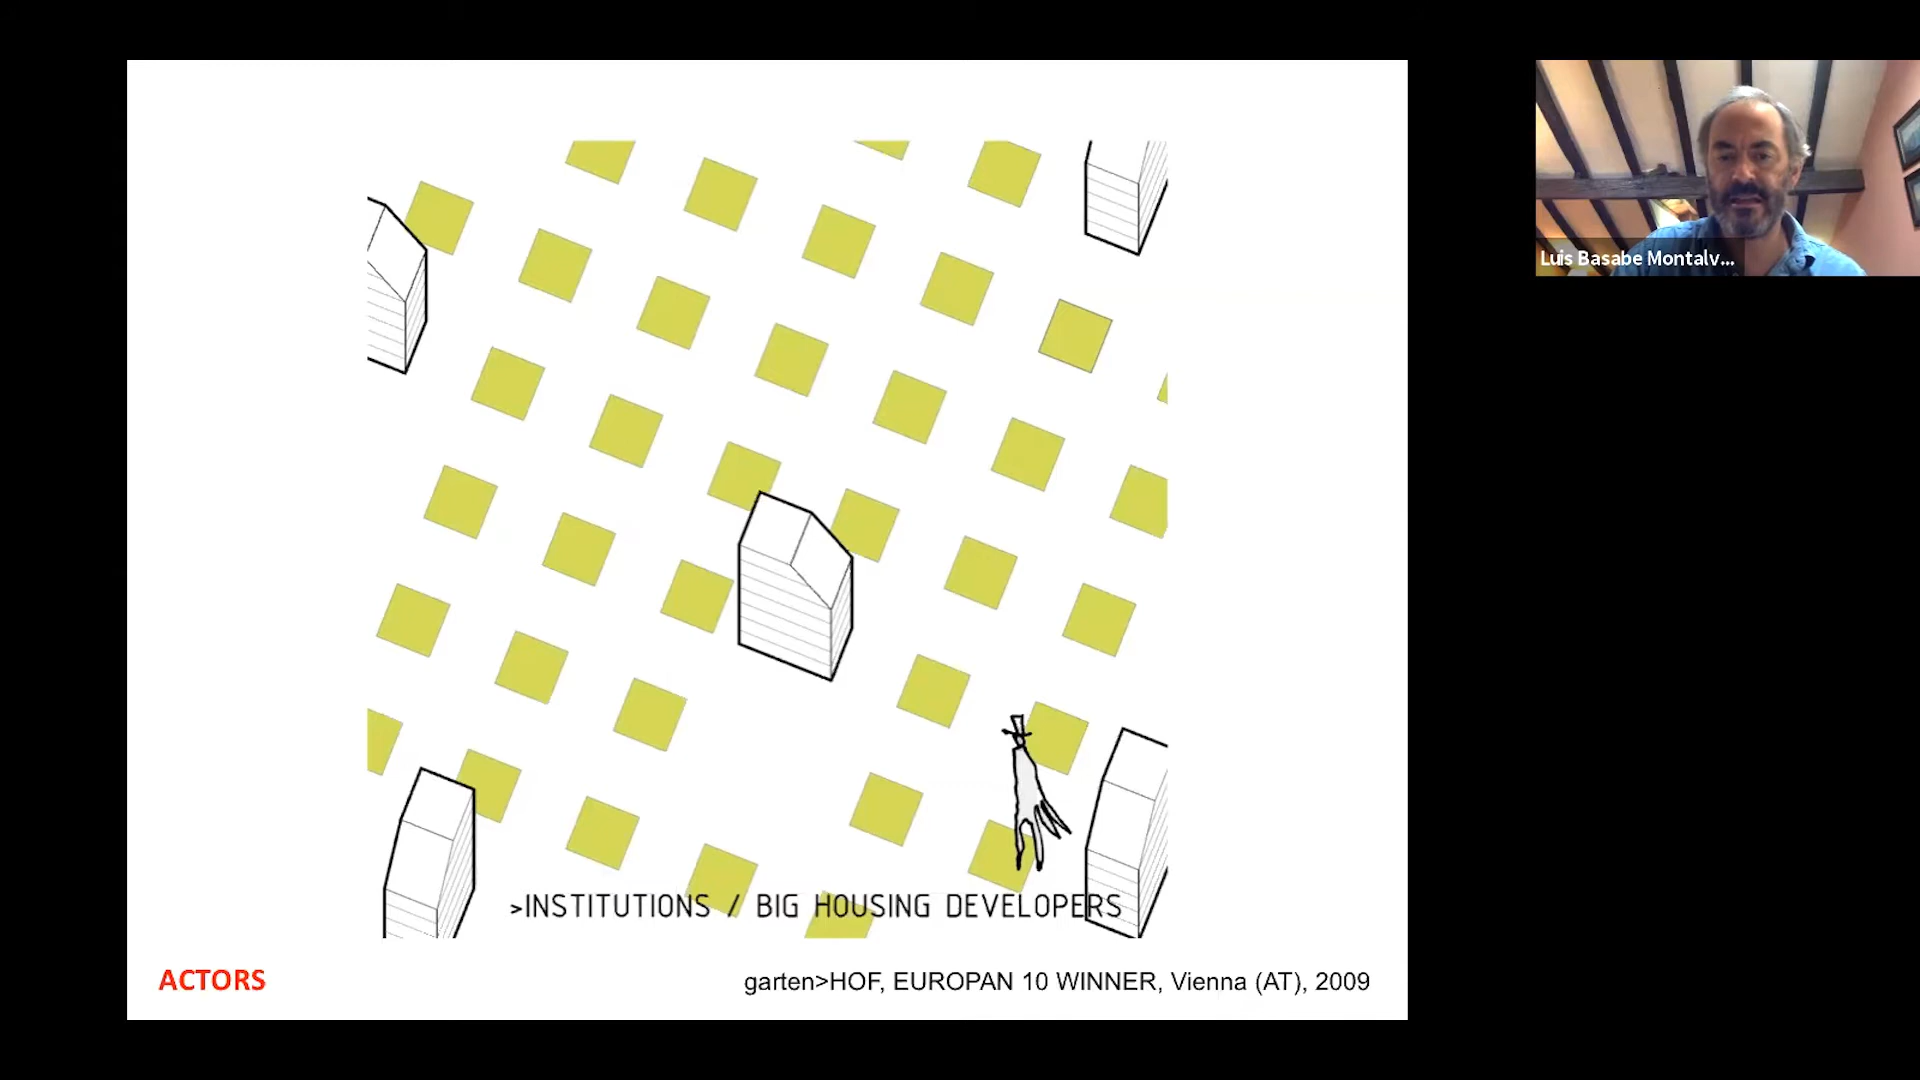 Luis Basabe Montalv...
>INSTITUTIONS / BIG HOUSING DEVELOPERS
ACTORS
garten>HOF, EUROPAN 10 WINNER, Vienna (AT), 2009